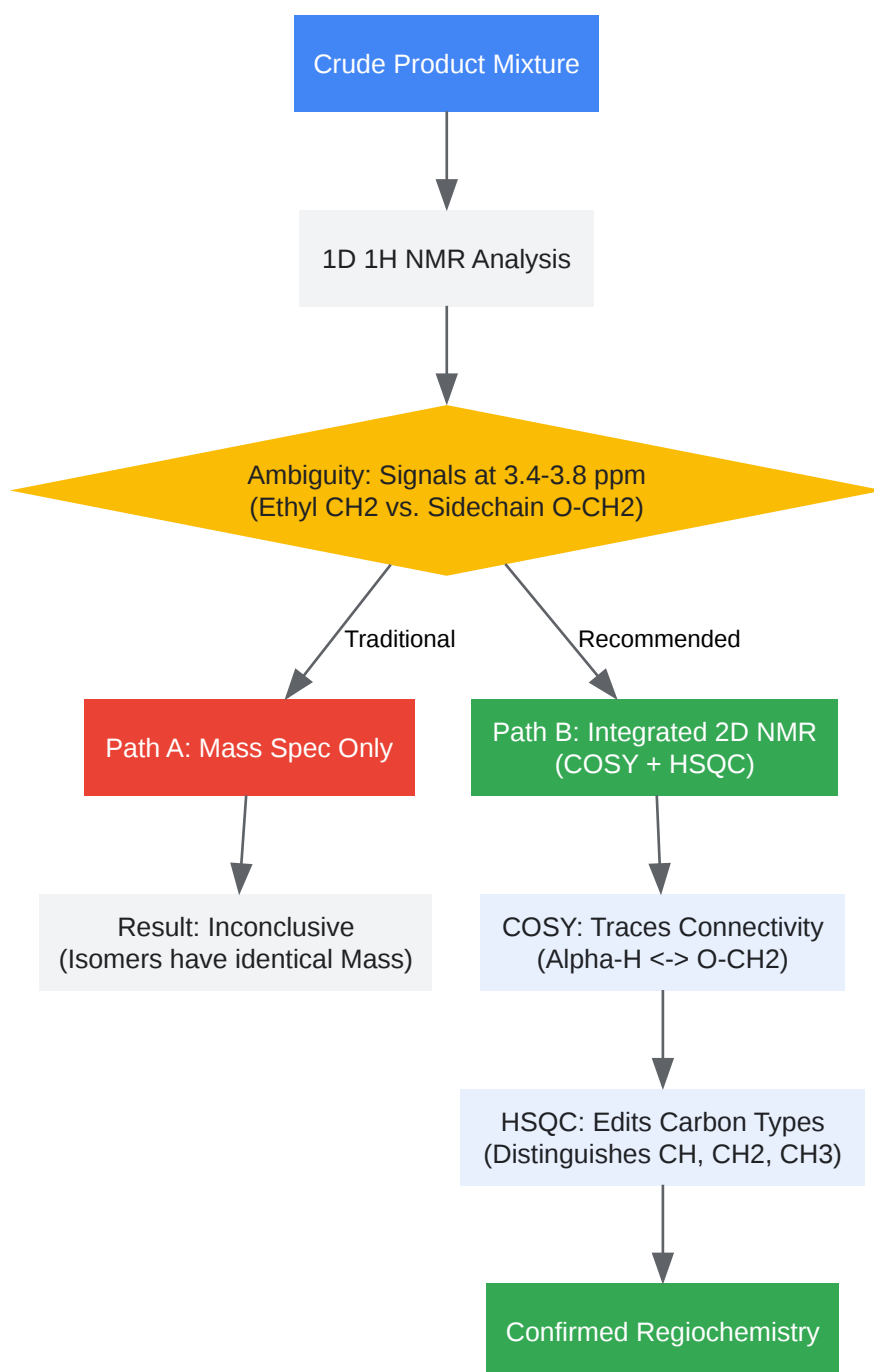 Crude Product Mixture
1D 1H NMR Analysis
Ambiguity: Signals at 3.4-3.8 ppm
(Ethyl CH2 vs. Sidechain O-CH2)
Traditional
Recommended
Path A: Mass Spec Only
Path B: Integrated 2D NMR
(COSY + HSQC)
Result: Inconclusive
(Isomers have identical Mass)
COSY: Traces Connectivity
(Alpha-H <-> O-CH2)
HSQC: Edits Carbon Types
(Distinguishes CH, CH2, CH3)
Confirmed Regiochemistry